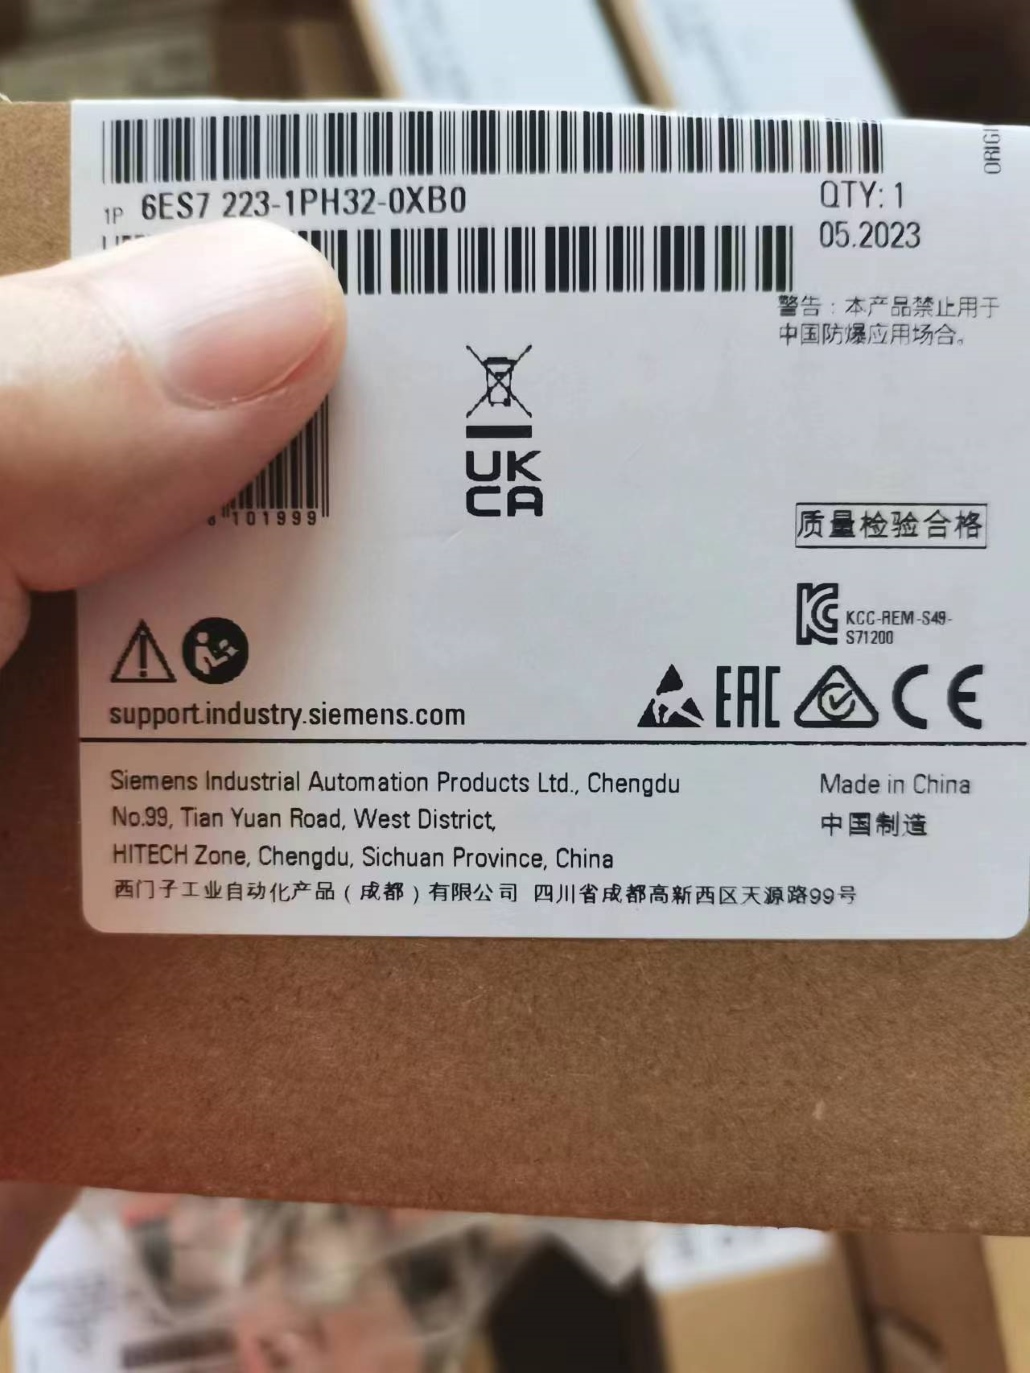 1P 6ES7 223-1PH32-0XB0
QTY: 1
05.2023
警告：本产品禁止用于
中国防爆应用场合。
UK
CA
101999
质量检验合格
KCC-REM-S49-
S71200
EAC
CE
support.industry.siemens.com
Siemens Industrial Automation Products Ltd., Chengdu
No.99, Tian Yuan Road, West District,
HITECH Zone, Chengdu, Sichuan Province, China
Made in China
中国制造
西门子工业自动化产品（成都）有限公司 四川省成都高新西区天源路99号